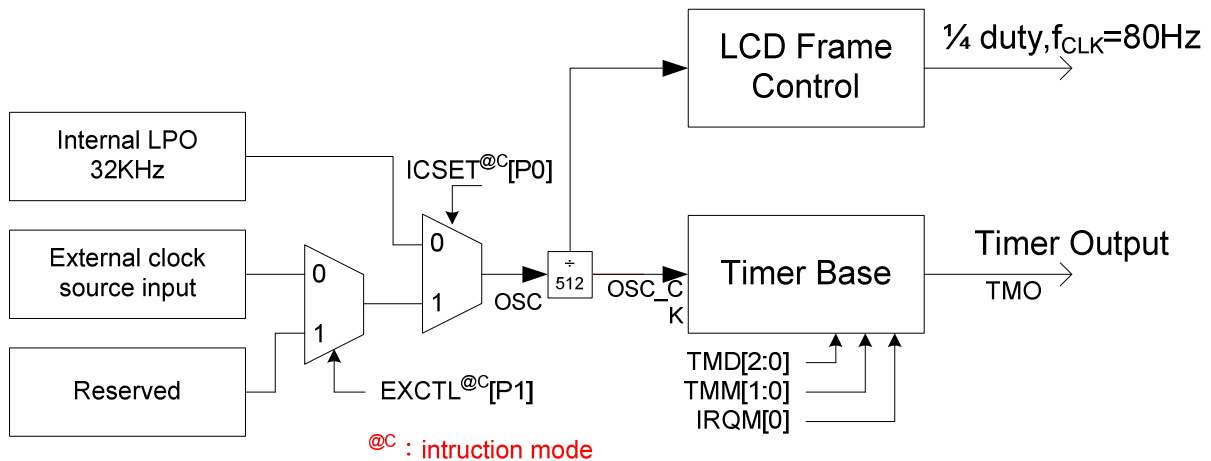 LCD Frame
Control
¼ duty,fCLK=80Hz
Internal LPO
32KHz
ICSET@C[P0]
0
1
External clock
source input
0
1
OSC
÷
512
OSC_C
K
Timer Base
Timer Output
TMO
Reserved
EXCTL@C[P1]
TMD[2:0]
TMM[1:0]
IRQM[0]
@C : intruction mode